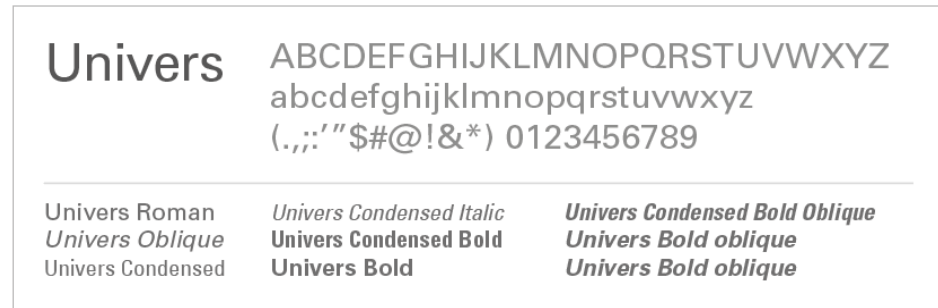 Univers
ABCDEFGHIJKLMNOPQRSTUVWXYZ
abcdefghijklmnopqrstuvwxyz
(.,;:’”$#@!&*) 0123456789
Univers Roman
Univers Oblique
Univers Condensed
Univers Condensed Italic
Univers Condensed Bold
Univers Bold
Univers Condensed Bold Oblique
Univers Bold oblique
Univers Bold oblique